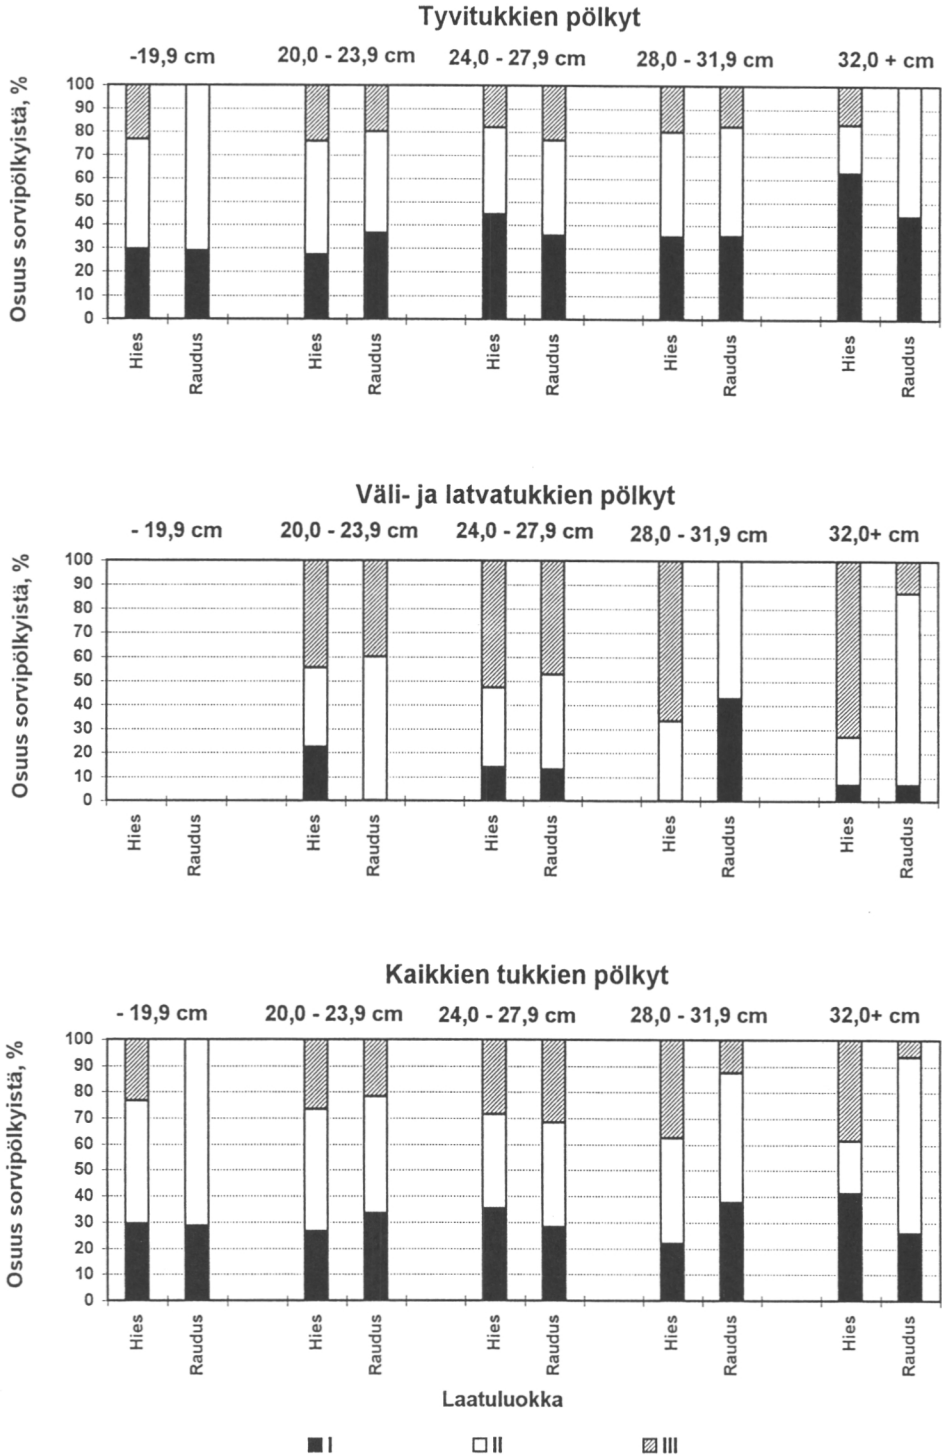 Tyvitukkien pölkyt
-19,9 cm 20,0 - 23,9 cm 24,0 - 27,9 cm 28,0 - 31,9 cm 32,0 + cm
Osuus sorvipölkyistä, %
100
90
80
70
60
50
40
30
20
10
0
Hies Raudus Hies Raudus Hies Raudus Hies Raudus Hies Raudus
Väli- ja latvatukkien pölkyt
- 19,9 cm 20,0 - 23,9 cm 24,0 - 27,9 cm 28,0 - 31,9 cm 32,0+ cm
Osuus sorvipölkyistä, %
100
90
80
70
60
50
40
30
20
10
0
Hies Raudus Hies Raudus Hies Raudus Hies Raudus Hies Raudus
Kaikkien tukkien pölkyt
- 19,9 cm 20,0 - 23,9 cm 24,0 - 27,9 cm 28,0 - 31,9 cm 32,0+ cm
Osuus sorvipölkyistä, %
100
90
80
70
60
50
40
30
20
10
0
Hies Raudus Hies Raudus Hies Raudus Hies Raudus Hies Raudus
Laatuluokka
I II III